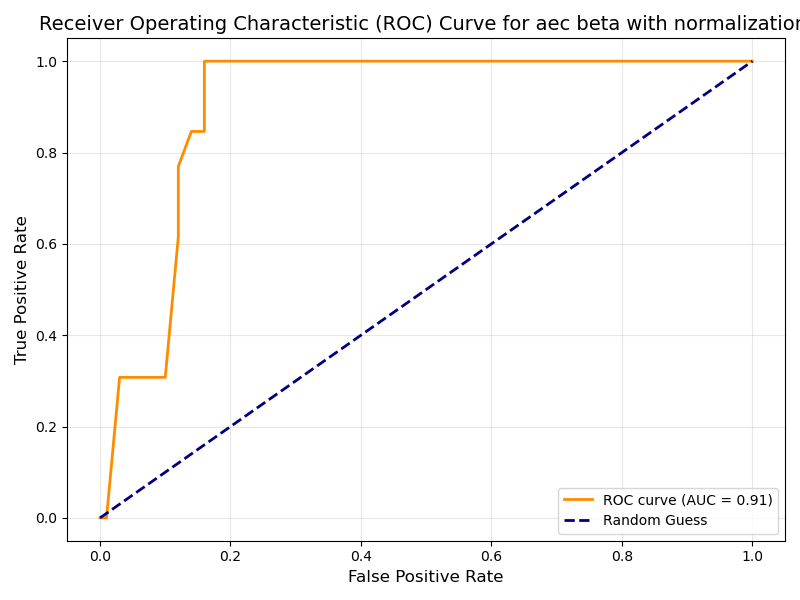 Receiver Operating Characteristic (ROC) Curve for aec beta with normalization
1.0
0.8
0.6
0.4
0.2
0.0
True Positive Rate
0.0 0.2 0.4 0.6 0.8 1.0
False Positive Rate
ROC curve (AUC = 0.91)
Random Guess